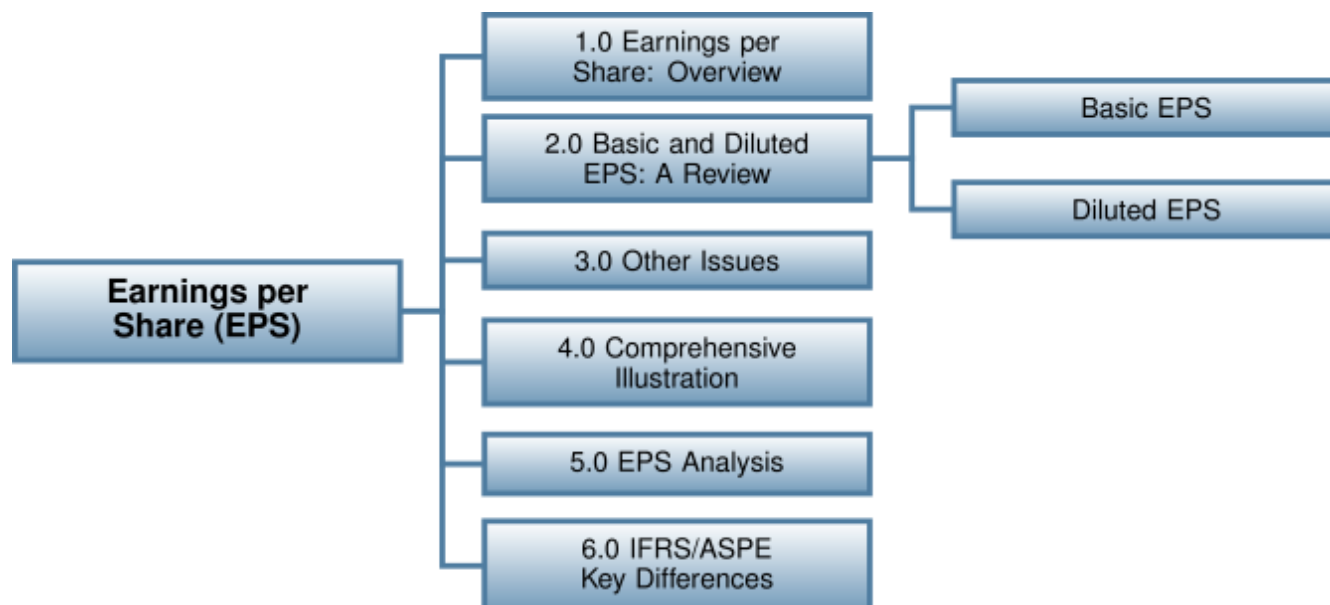 1.0 Earnings per
Share: Overview
2.0 Basic and Diluted
EPS: A Review
Basic EPS
Diluted EPS
3.0 Other Issues
Earnings per
Share (EPS)
4.0 Comprehensive
Illustration
5.0 EPS Analysis
6.0 IFRS/ASPE
Key Differences